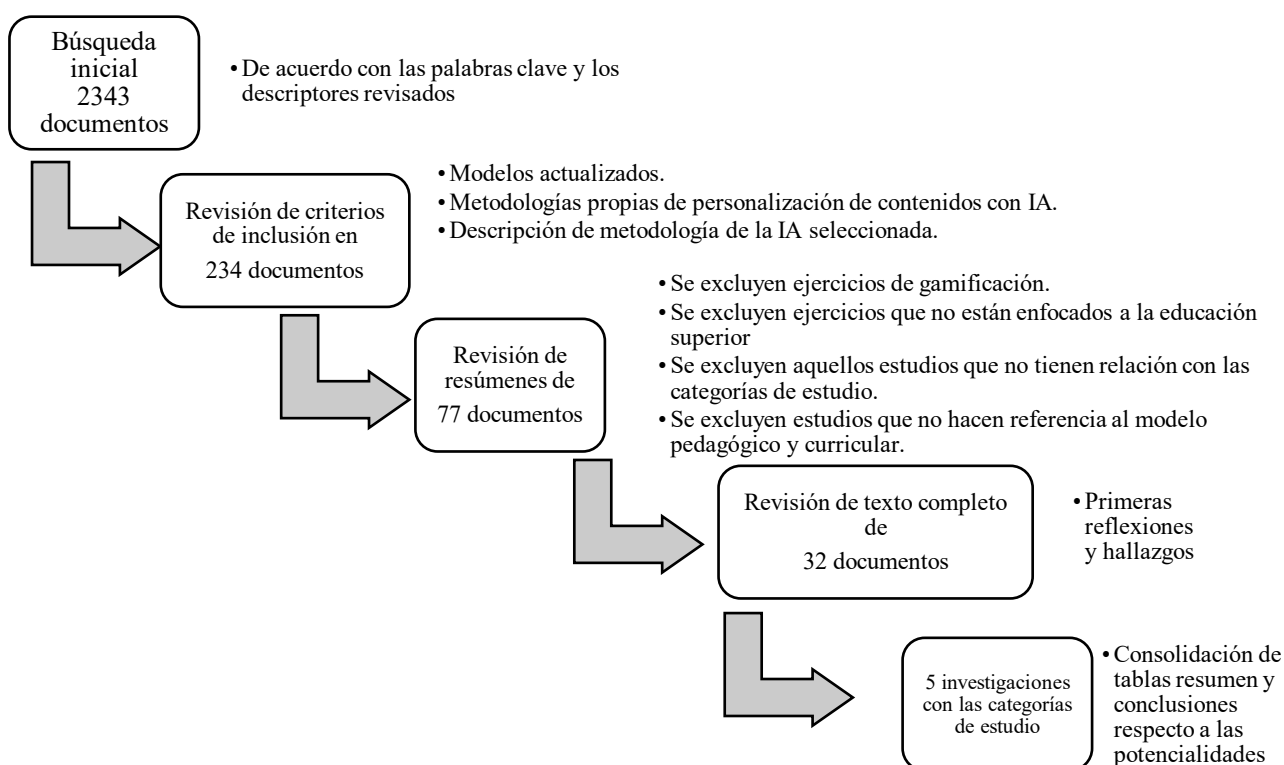 Búsqueda
inicial
2343
documentos
• De acuerdo con las palabras clave y los
descriptores revisados
Revisión de criterios
de inclusión en
234 documentos
• Modelos actualizados.
• Metodologías propias de personalización de contenidos con IA.
• Descripción de metodología de la IA seleccionada.
Revisión de
resúmenes de
77 documentos
• Se excluyen ejercicios de gamificación.
• Se excluyen ejercicios que no están enfocados a la educación
superior
• Se excluyen aquellos estudios que no tienen relación con las
categorías de estudio.
• Se excluyen estudios que no hacen referencia al modelo
pedagógico y curricular.
Revisión de texto completo
de
32 documentos
• Primeras
reflexiones
y hallazgos
5 investigaciones
con las categorías
de estudio
• Consolidación de
tablas resumen y
conclusiones
respecto a las
potencialidades